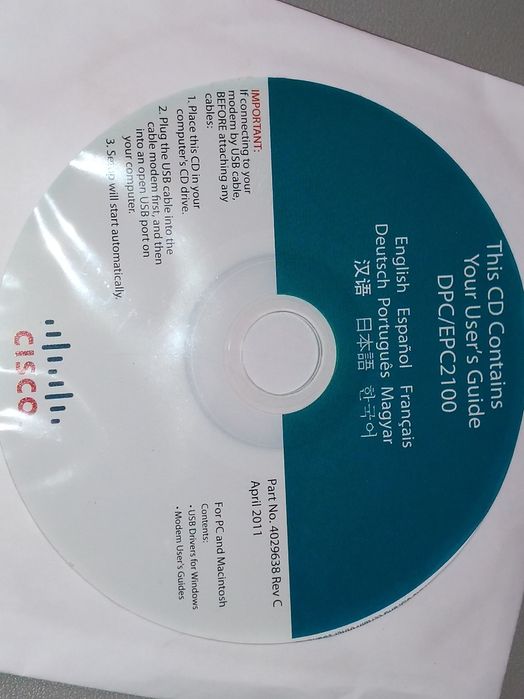 This CD Contains
Your User's Guide
DPC/EPC2100
English Español Français
Deutsch Português Magyar
汉语 日本語 한국어
IMPORTANT:
If connecting to your
modem by USB cable,
BEFORE attaching any
cables:
1. Place this CD in your
computer's CD drive.
2. Plug the USB cable into the
cable modem first, and then
into an open USB port on
your computer.
3. Setup will start automatically.
Part No. 4029638 Rev C
April 2011
For PC and Macintosh
Contents:
• USB Drivers for Windows
• Modem User's Guides
CISCO